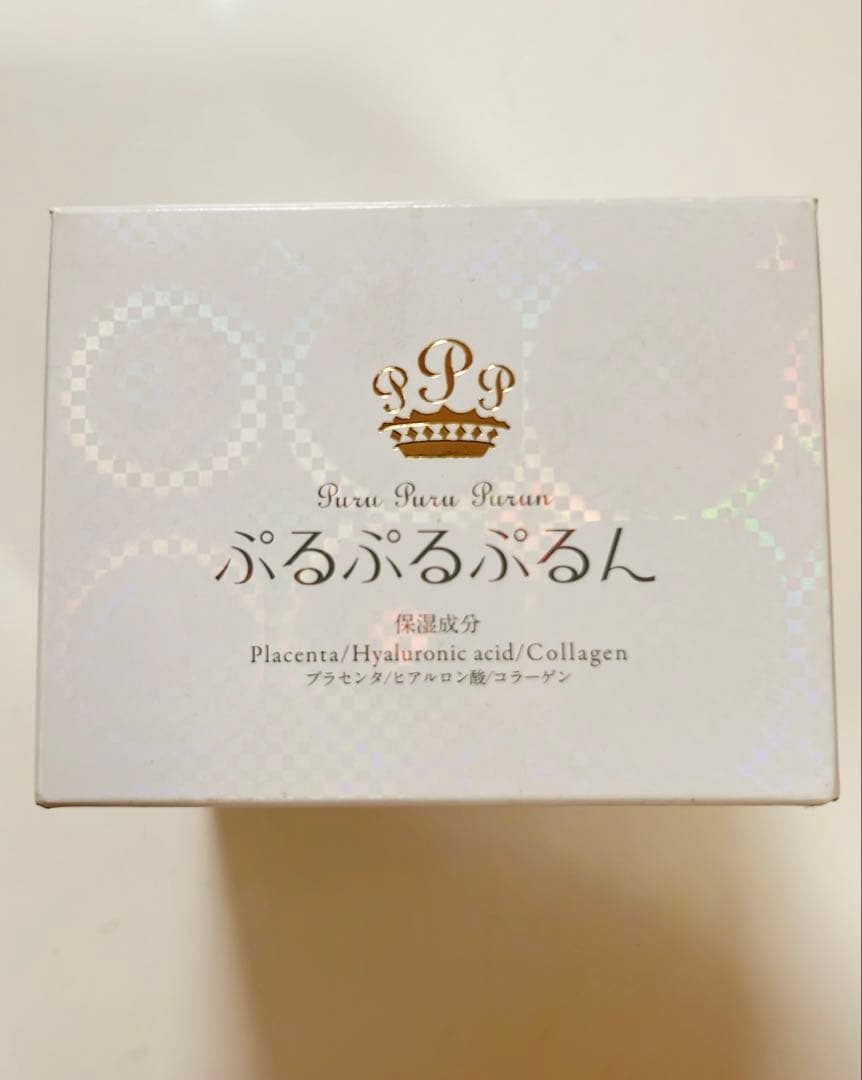 P P P
Puru Puru Purun
ぷるぷるぷるん
保湿成分
Placenta/Hyaluronic acid/Collagen
プラセンタ/ヒアルロン酸/コラーゲン